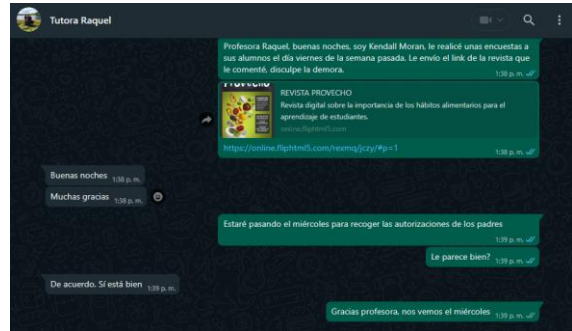 Tutora Raquel
Profesora Raquel, buenas noches, soy Kendall Moran, le realicé unas encuestas a
sus alumnos el día viernes de la semana pasada. Le envío el link de la revista que
le comenté, disculpe la demora.
1:38 p. m.
PROVECHO
REVISTA PROVECHO
Revista digital sobre la importancia de los hábitos alimentarios para el
aprendizaje de estudiantes.
online.fliphtml5.com
https://online.fliphtml5.com/rexmq/jczy/#p=1
1:38 p. m.
Buenas noches 1:38 p. m.
Muchas gracias 1:38 p. m.
Estaré pasando el miércoles para recoger las autorizaciones de los padres
1:39 p. m.
Le parece bien? 1:39 p. m.
De acuerdo. Sí está bien 1:39 p. m.
Gracias profesora, nos vemos el miércoles 1:39 p. m.